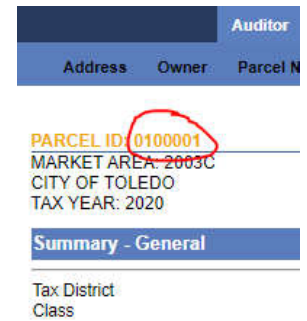 Auditor
Address Owner Parcel N
PARCEL ID: 0100001
MARKET AREA: 2003C
CITY OF TOLEDO
TAX YEAR: 2020
Summary - General
Tax District
Class